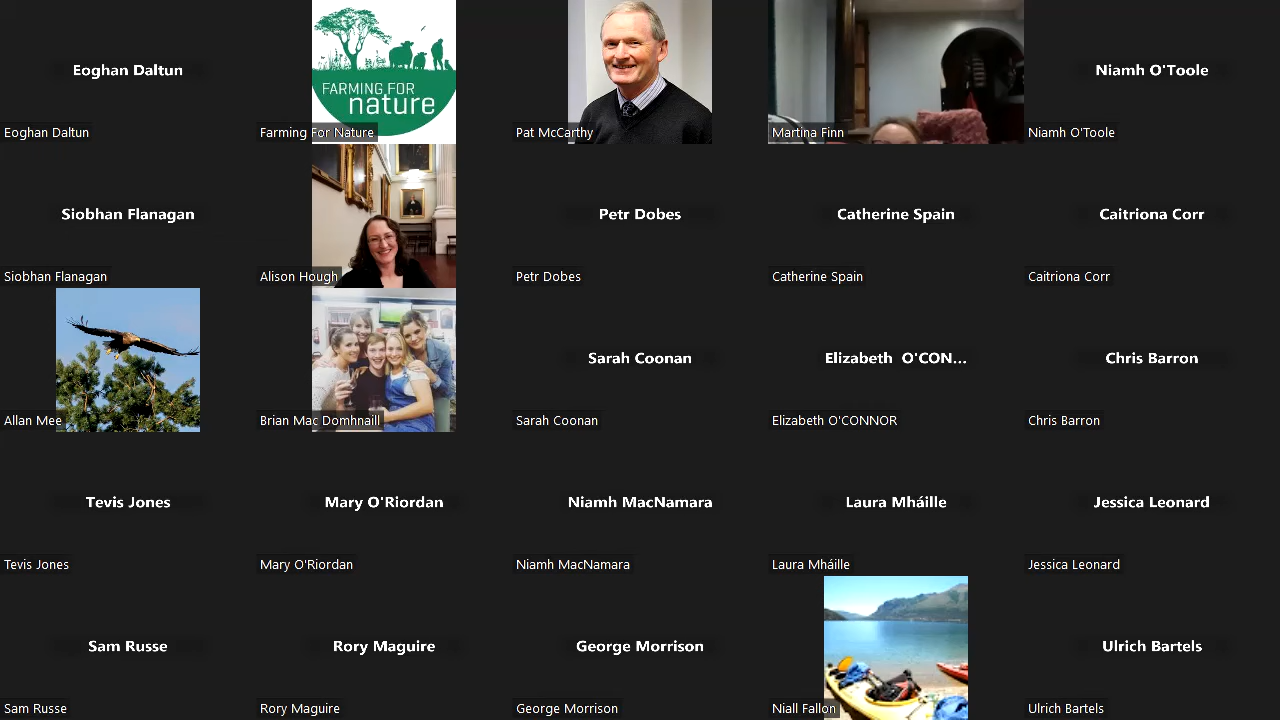 Eoghan Daltun
Eoghan Daltun
FARMING FOR
nature
Farming For Nature
Pat McCarthy
Martina Finn
Niamh O'Toole
Niamh O'Toole
Siobhan Flanagan
Siobhan Flanagan
Alison Hough
Petr Dobes
Petr Dobes
Catherine Spain
Catherine Spain
Caitriona Corr
Caitriona Corr
Allan Mee
Brian Mac Domhnaill
Sarah Coonan
Sarah Coonan
Elizabeth O'CON...
Elizabeth O'CONNOR
Chris Barron
Chris Barron
Tevis Jones
Tevis Jones
Mary O'Riordan
Mary O'Riordan
Niamh MacNamara
Niamh MacNamara
Laura Mháille
Laura Mháille
Jessica Leonard
Jessica Leonard
Sam Russe
Sam Russe
Rory Maguire
Rory Maguire
George Morrison
George Morrison
Niall Fallon
Ulrich Bartels
Ulrich Bartels